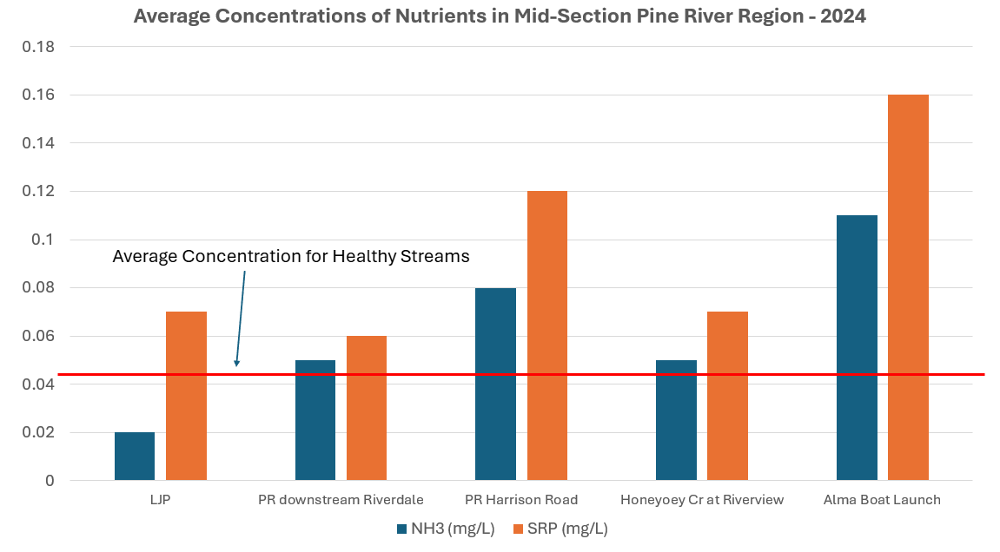 Average Concentrations of Nutrients in Mid-Section Pine River Region - 2024
0.18
0.16
0.14
0.12
0.1
Average Concentration for Healthy Streams
0.08
0.06
0.04
0.02
0
LJP PR downstream Riverdale PR Harrison Road Honeyoey Cr at Riverview Alma Boat Launch
NH3 (mg/L) SRP (mg/L)